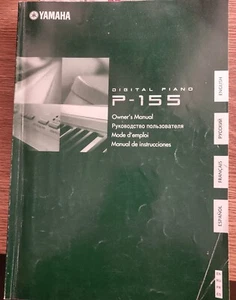 YAMAHA
DIGITAL PIANO
P-155
Owner's Manual
Руководство пользователя
Mode d'emploi
Manual de instrucciones
ENGLISH
РУССКИЙ
FRANÇAIS
ESPAÑOL